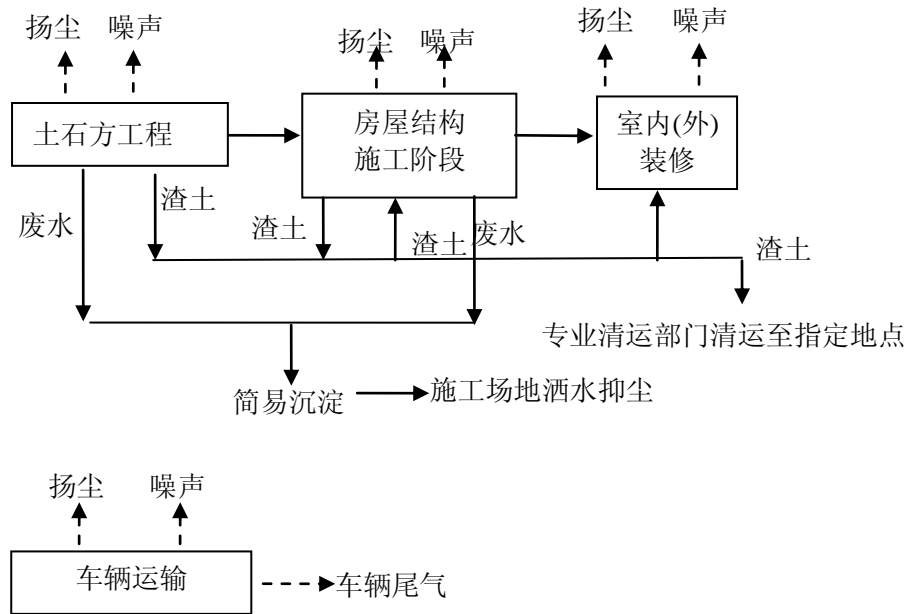 扬尘 噪声
扬尘 噪声
扬尘 噪声
土石方工程
房屋结构
施工阶段
室内(外)
装修
废水
渣土
渣土
渣土
废水
渣土
专业清运部门清运至指定地点
简易沉淀
施工场地洒水抑尘
扬尘 噪声
车辆运输
车辆尾气